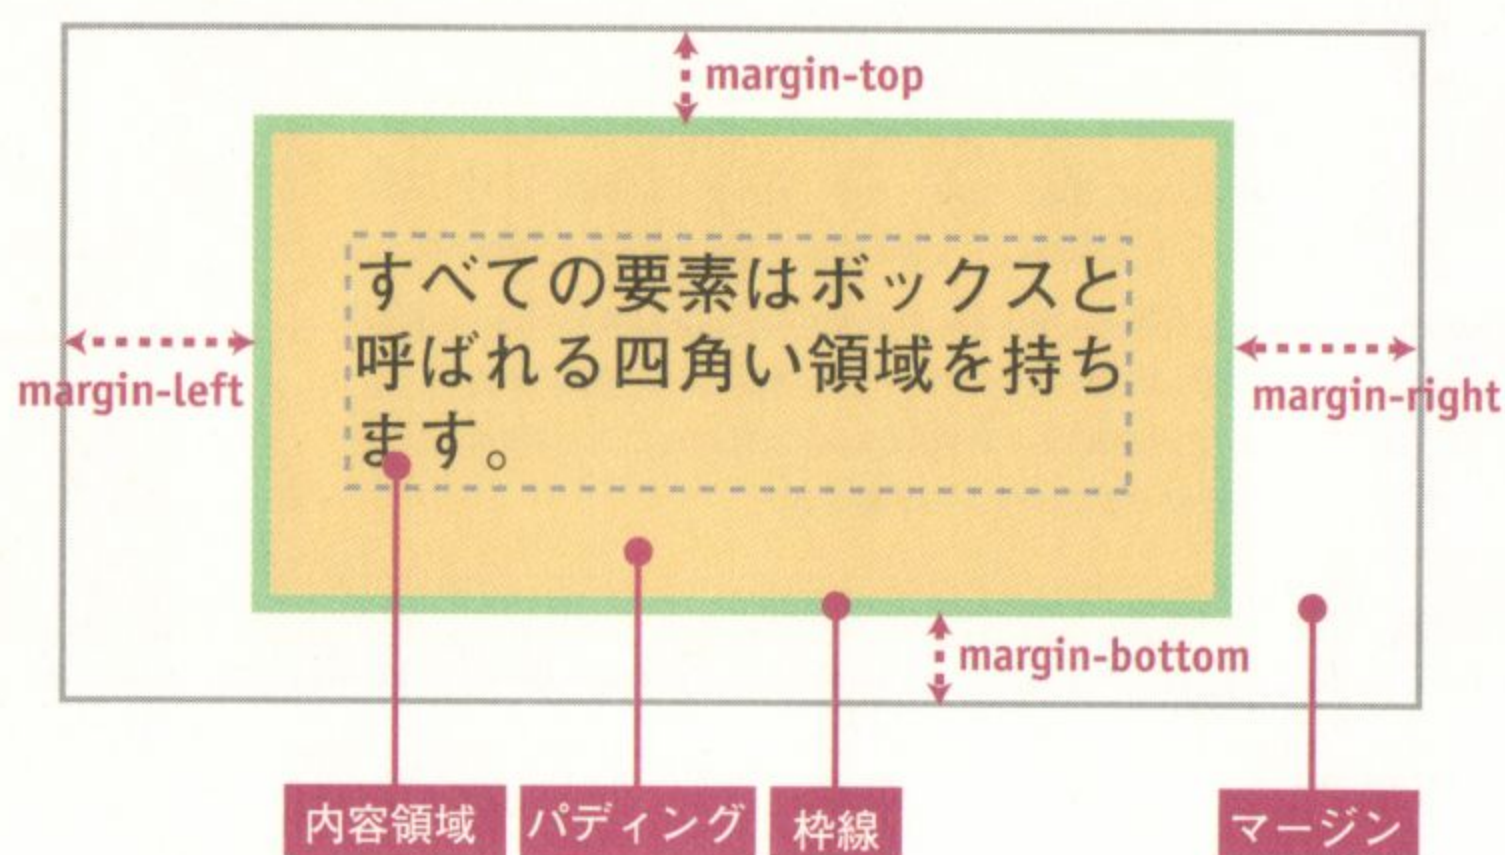 margin-top
すべての要素はボックスと
呼ばれる四角い領域を持ち
ます。
margin-left
margin-right
margin-bottom
内容領域
パディング
枠線
マージン